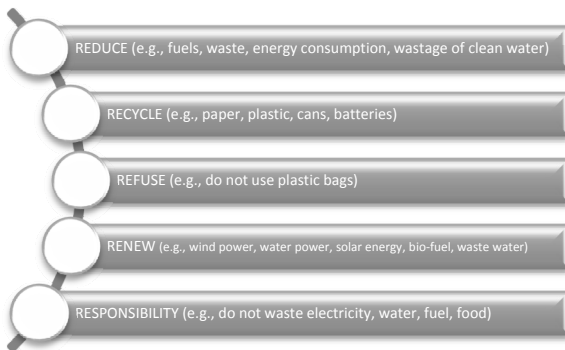 REDUCE (e.g., fuels, waste, energy consumption, wastage of clean water)
RECYCLE (e.g., paper, plastic, cans, batteries)
REFUSE (e.g., do not use plastic bags)
RENEW (e.g., wind power, water power, solar energy, bio-fuel, waste water)
RESPONSIBILITY (e.g., do not waste electricity, water, fuel, food)